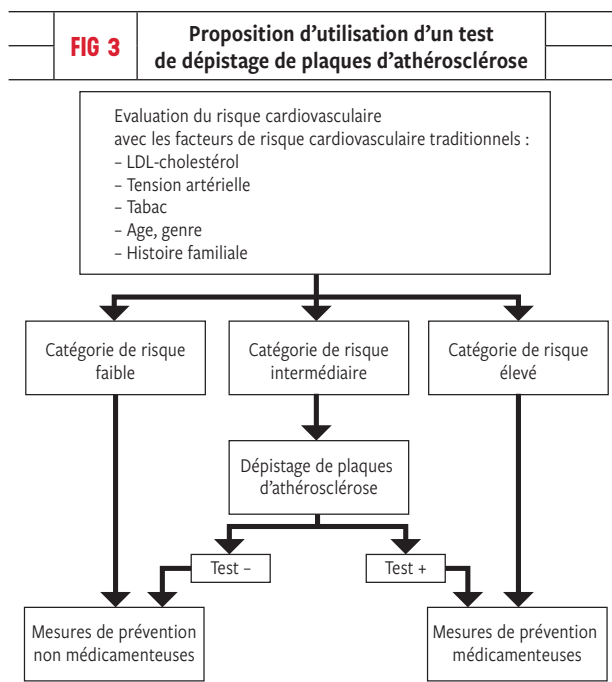 FIG 3
Proposition d'utilisation d'un test
de dépistage de plaques d'athérosclérose
Evaluation du risque cardiovasculaire
avec les facteurs de risque cardiovasculaire traditionnels :
– LDL-cholestérol
– Tension artérielle
– Tabac
– Age, genre
– Histoire familiale
Catégorie de risque
faible
Catégorie de risque
intermédiaire
Catégorie de risque
élevé
Dépistage de plaques
d'athérosclérose
Test –
Test +
Mesures de prévention
non médicamenteuses
Mesures de prévention
médicamenteuses